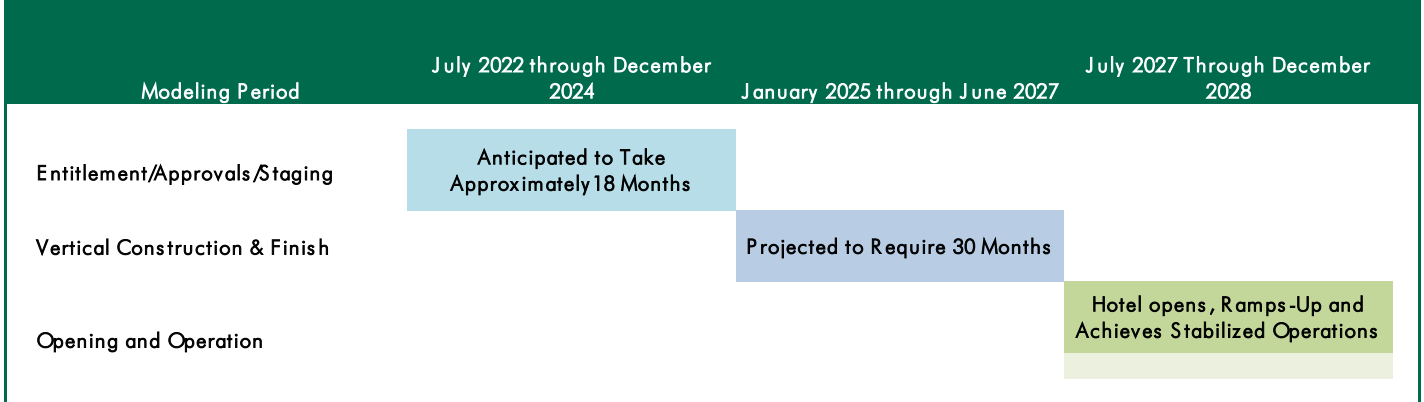 July 2022 through December
July 2027 Through December
Modeling Period
2024
January 2025 through June 2027
2028
Anticipated to Take
Entitlement/Approvals/Staging
Approximately 18 Months
Vertical Construction & Finish
Projected to Require 30 Months
Hotel opens, Ramps-Up and
Opening and Operation
Achieves Stabilized Operations